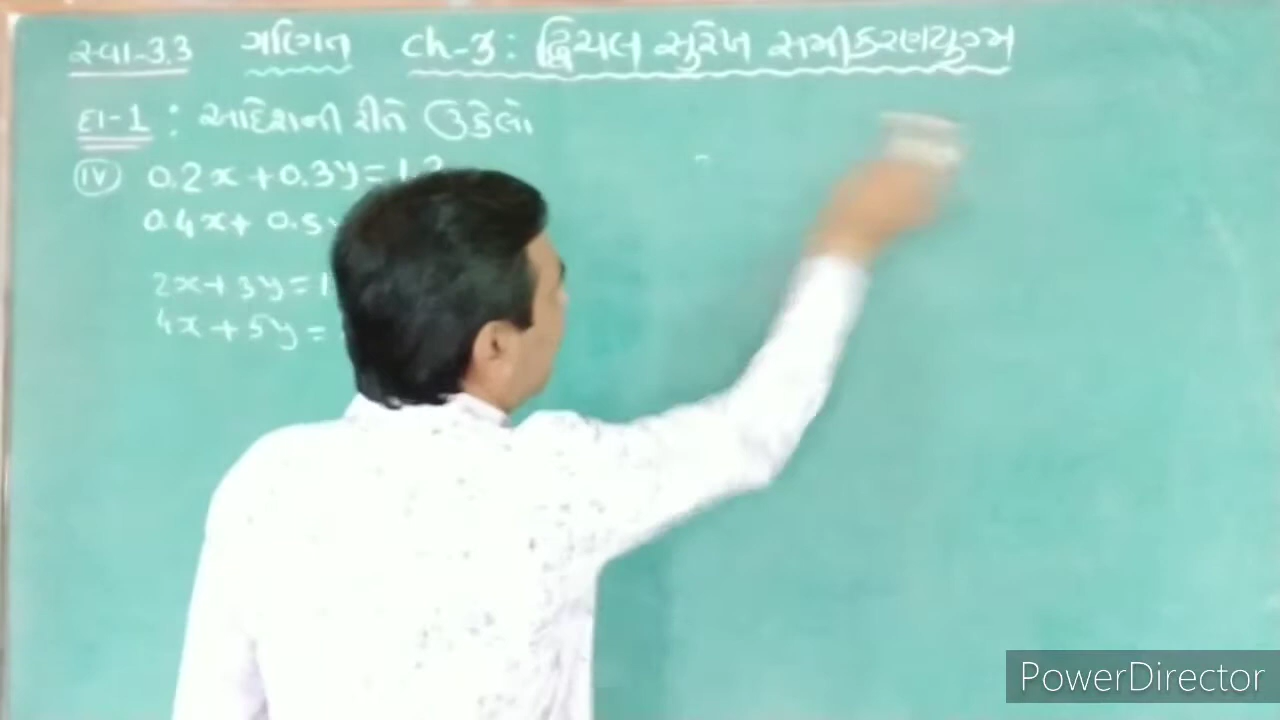 સ્વા-3.3 ગણિત ch-3: દ્વિચલ સુરેખ સમીકરણયુગ્મ
દા-1 : આદેશની રીતે ઉકેલો
(iv) 0.2x + 0.3y = 1.3
0.4x + 0.5y
2x + 3y = 1
4x + 5y =
PowerDirector